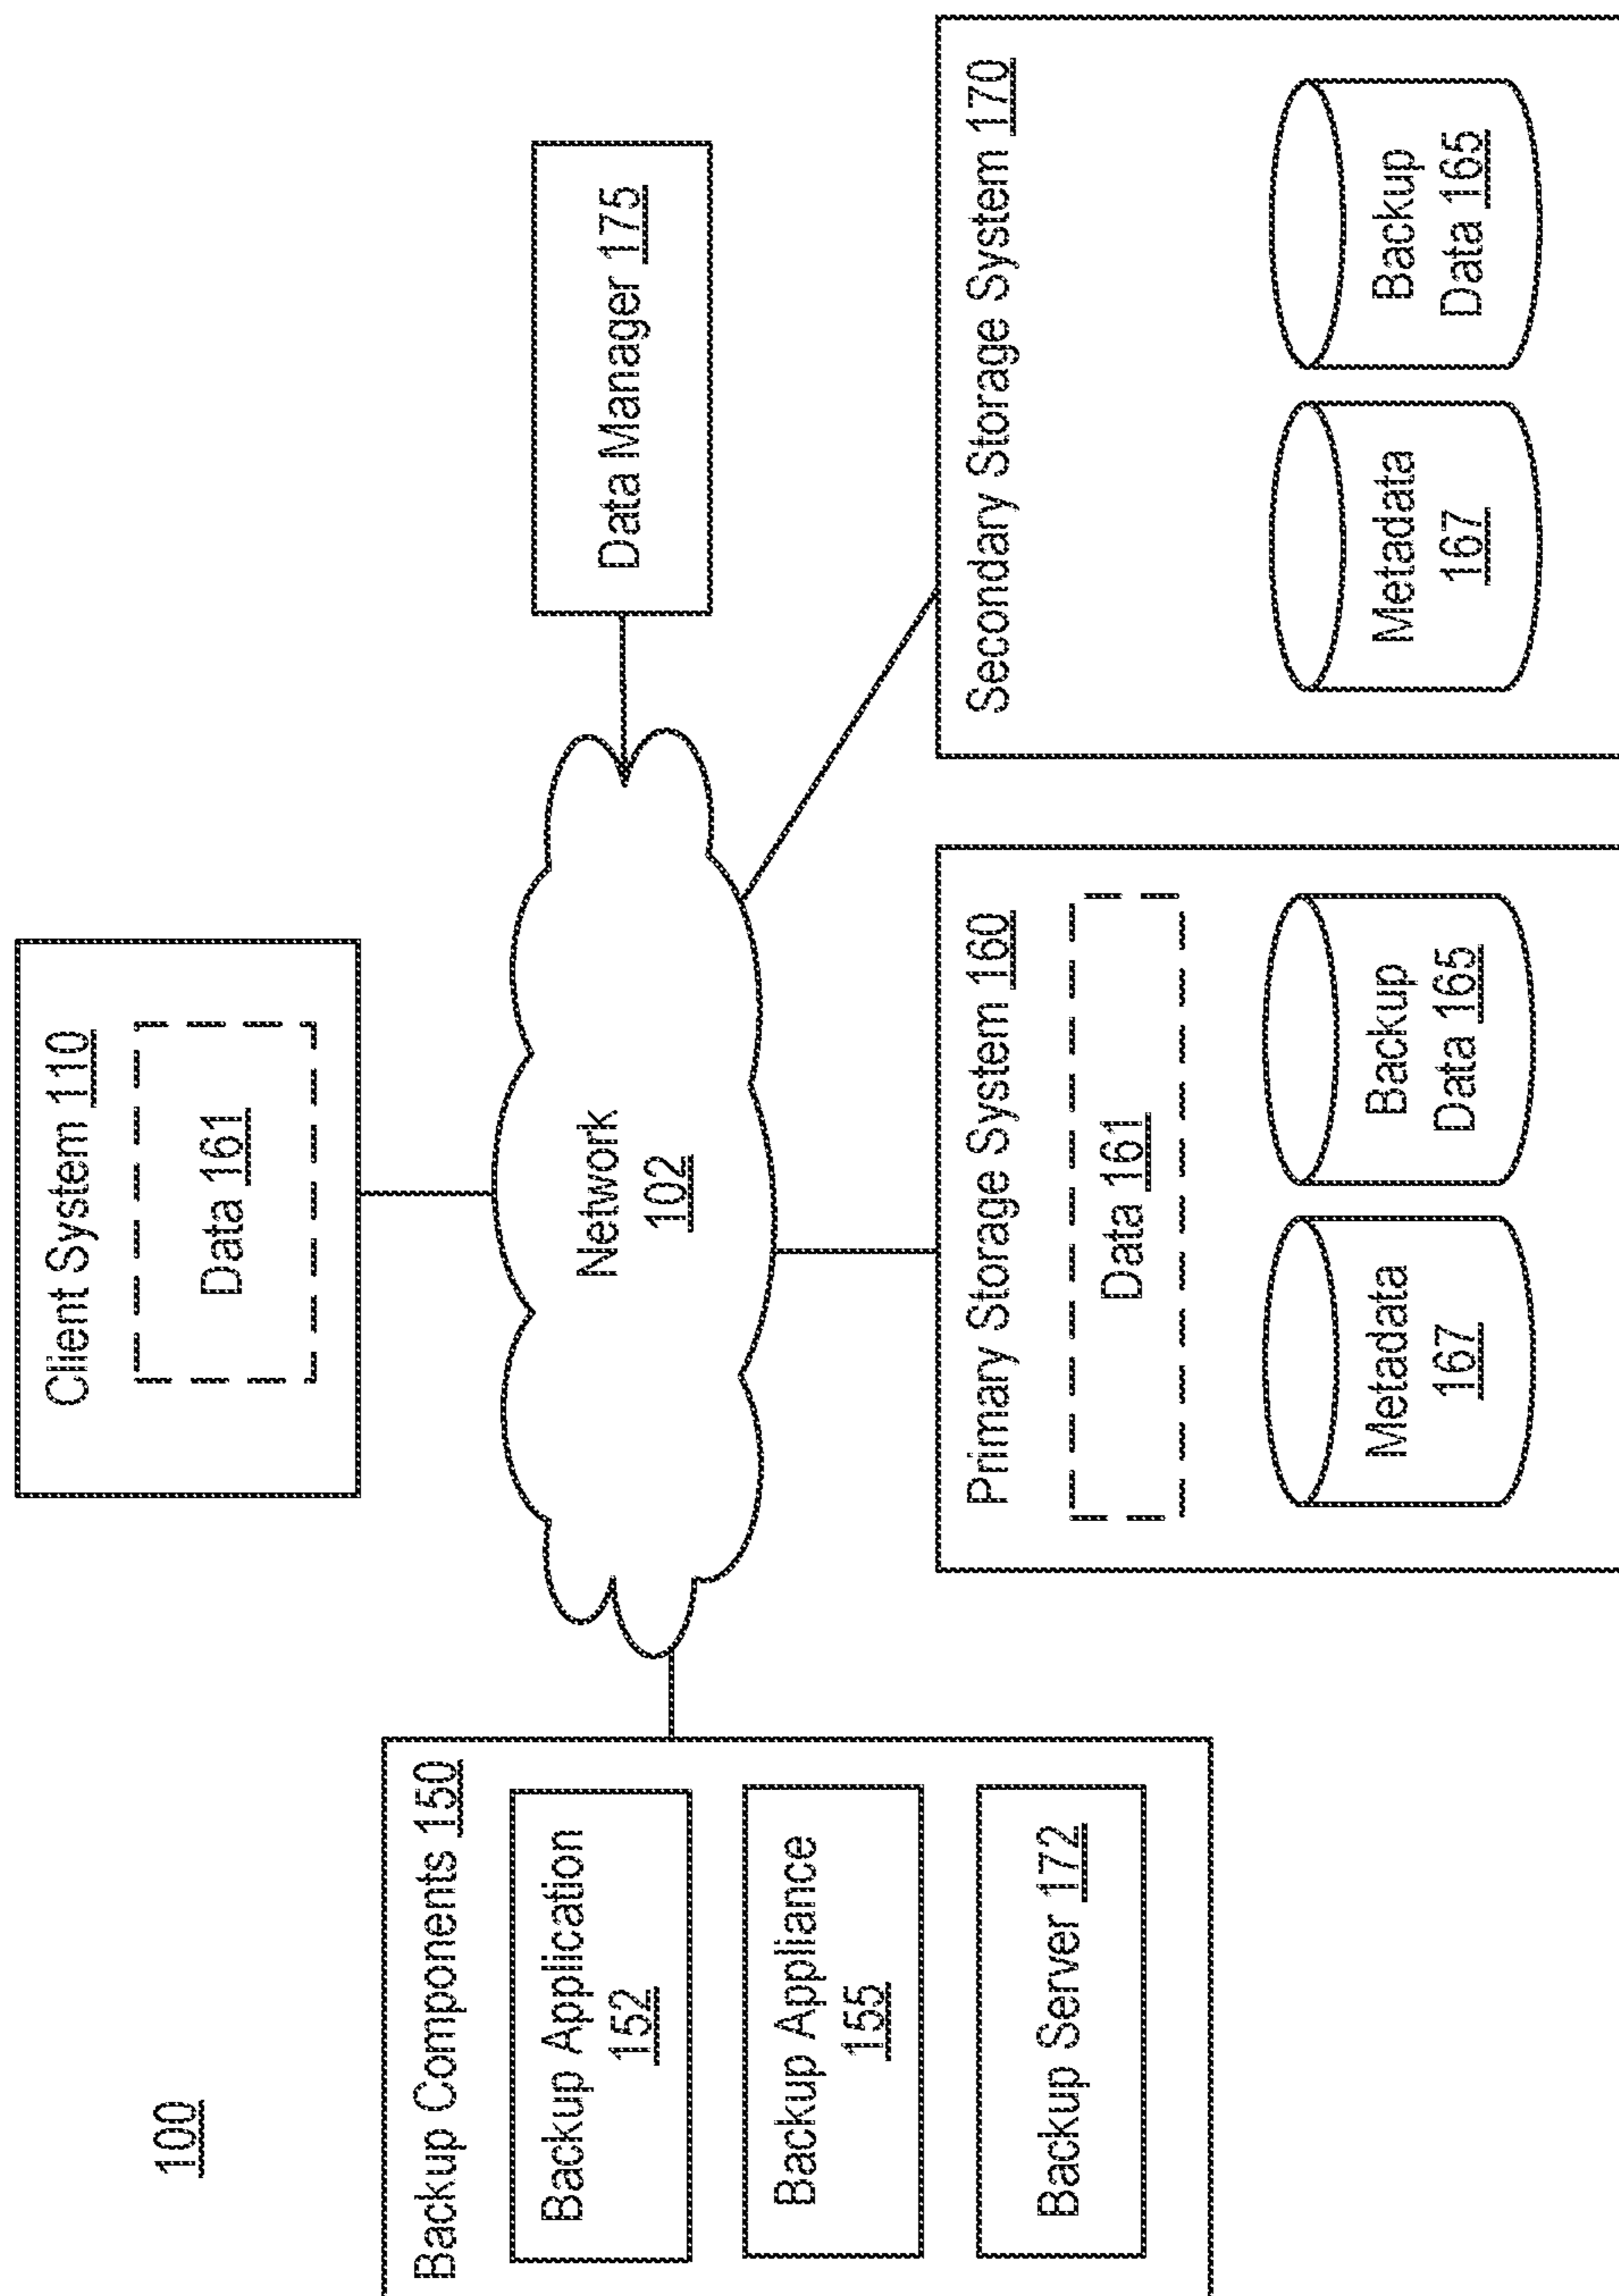 100
Client System 110
Data 161
Backup Components 150
Backup Application
152
Backup Appliance
155
Backup Server 172
Network
102
Data Manager 175
Primary Storage System 160
Data 161
Metadata
167
Backup
Data 165
Secondary Storage System 170
Metadata
167
Backup
Data 165